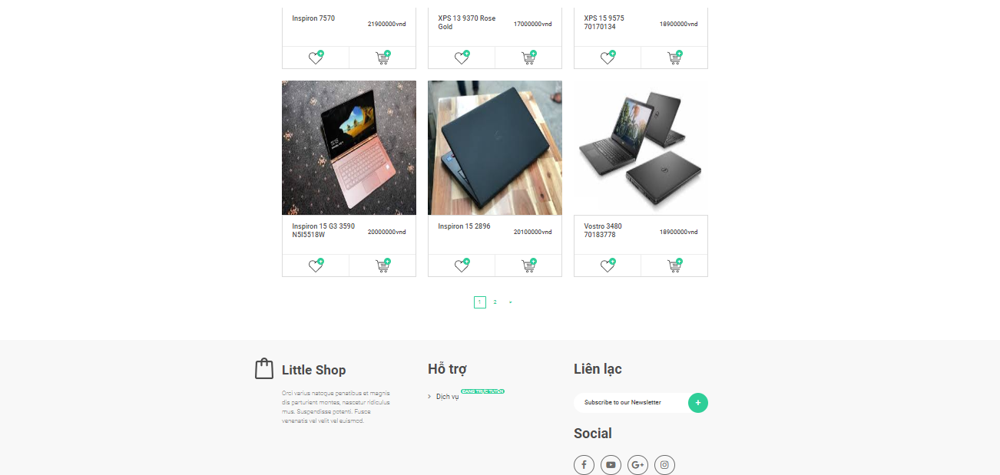 Inspiron 7570
21900000vnd
XPS 13 9370 Rose
Gold
17000000vnd
XPS 15 9575
70170134
18900000vnd
Inspiron 15 G3 3590
N5I5518W
20000000vnd
Inspiron 15 2896
20100000vnd
Vostro 3480
70183778
18900000vnd
1 2 »
Little Shop
Orci varius natoque penatibus et magnis
dis parturient montes, nascetur ridiculus
mus. Suspendisse potenti. Fusce
venenatis vel velit vel euismod.
Hỗ trợ
Dịch vụ ĐANG TRỰC TUYẾN
Liên lạc
Subscribe to our Newsletter
Social